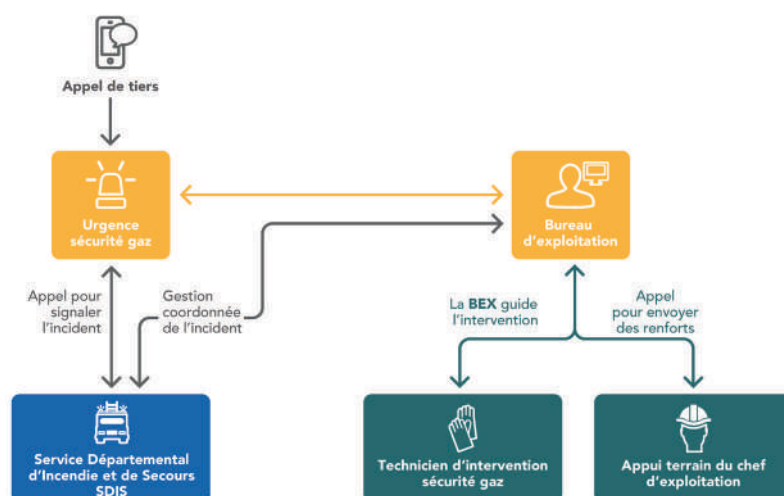 Appel de tiers
Urgence
sécurité gaz
Bureau
d'exploitation
Appel pour
signaler
l'incident
Gestion
coordonnée
de l'incident
La BEX guide
l'intervention
Appel
pour envoyer
des renforts
Service Départemental
d'Incendie et de Secours
SDIS
Technicien d'intervention
sécurité gaz
Appui terrain du chef
d'exploitation